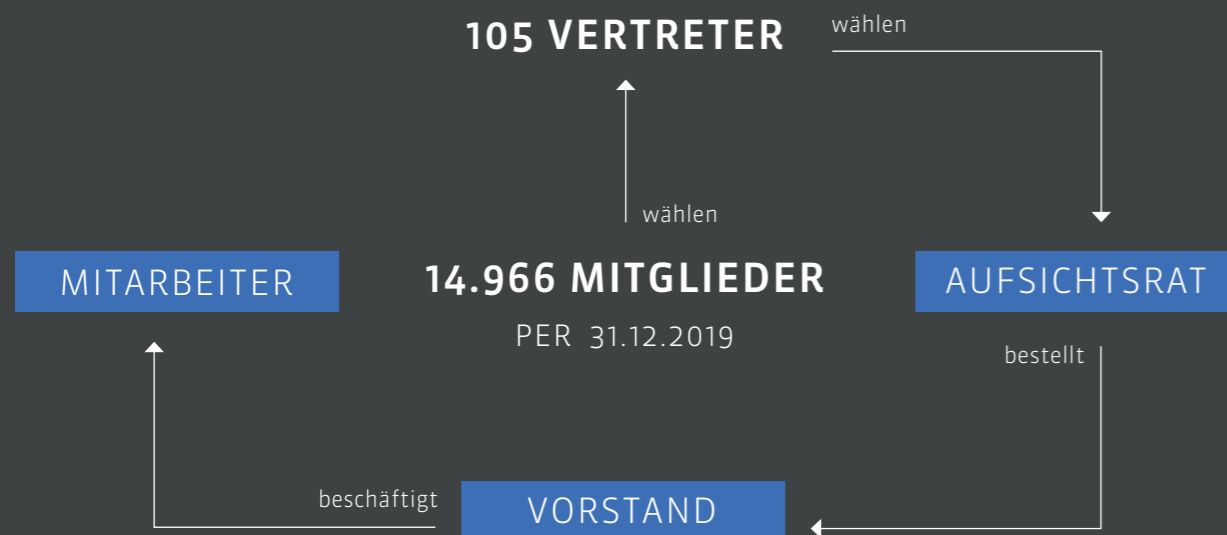 105 VERTRETER
wählen
wählen
MITARBEITER
14.966 MITGLIEDER
AUFSICHTSRAT
PER 31.12.2019
bestellt
beschäftigt
VORSTAND